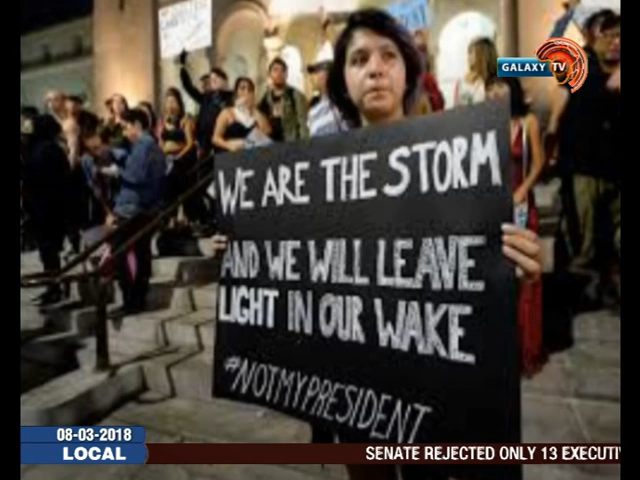 GALAXY TV
WE ARE THE STORM
AND WE WILL LEAVE
LIGHT IN OUR WAKE
#NOTMYPRESIDENT
08-03-2018
LOCAL
SENATE REJECTED ONLY 13 EXECUTI